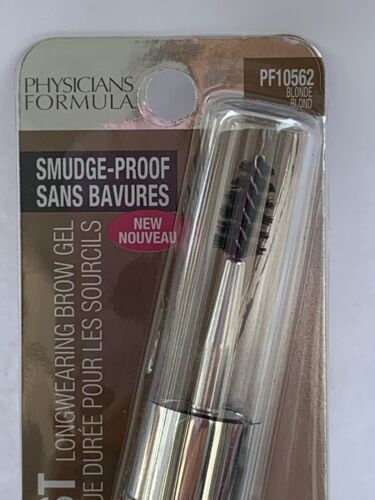 PHYSICIANS
FORMULA
PF10562
BLONDE
BLOND
SMUDGE-PROOF
SANS BAVURES
NEW
NOUVEAU
LONGWEARING BROW GEL
DURÉE POUR LES SOURCILS